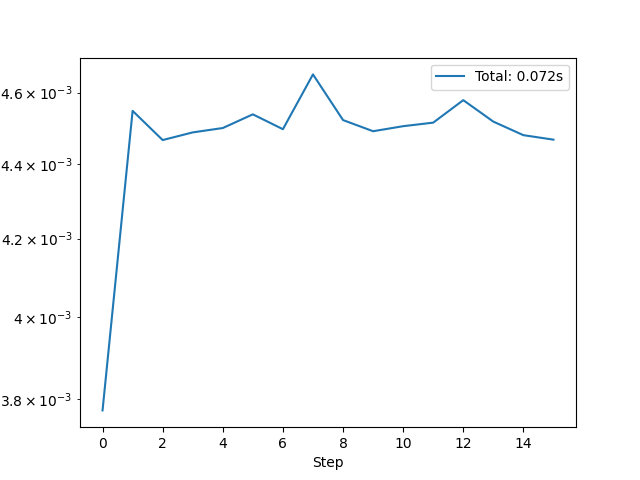 Total: 0.072s
4.6 × 10⁻³
4.4 × 10⁻³
4.2 × 10⁻³
4 × 10⁻³
3.8 × 10⁻³
0 2 4 6 8 10 12 14
Step